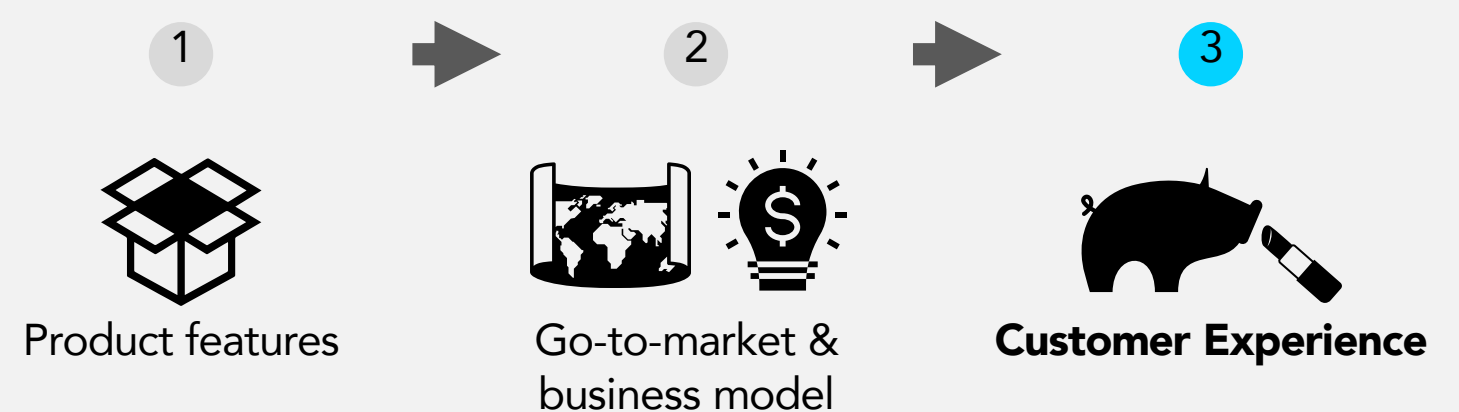 1
2
3
$
Product features
Go-to-market &
business model
Customer Experience